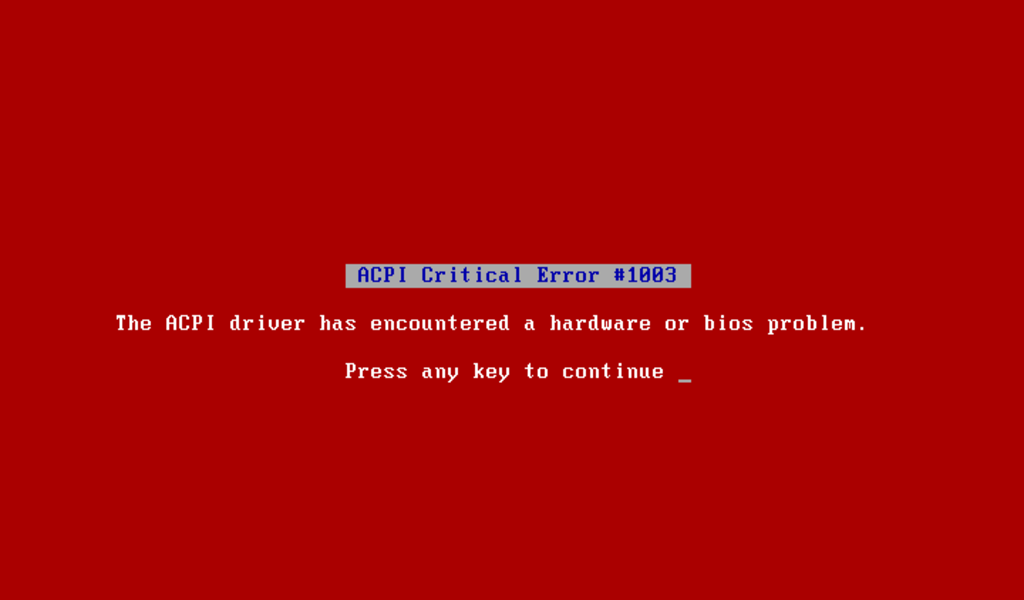 ACPI Critical Error #1003
The ACPI driver has encountered a hardware or bios problem.
Press any key to continue _